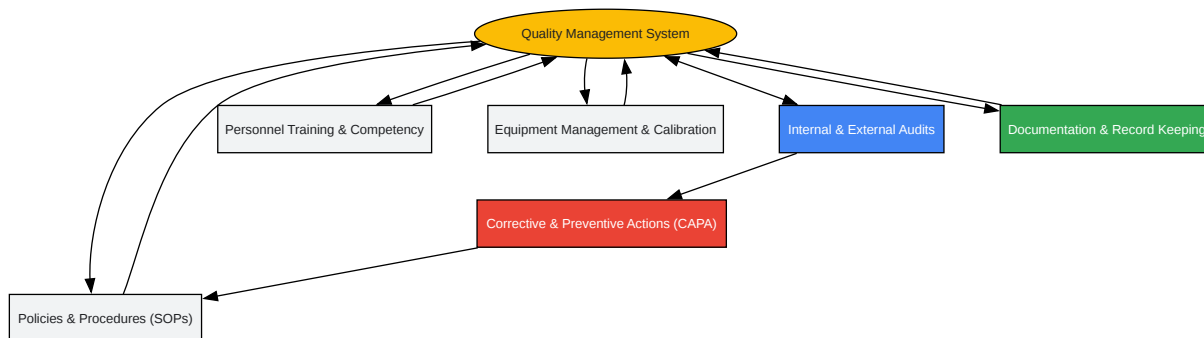 Quality Management System
Personnel Training & Competency
Equipment Management & Calibration
Internal & External Audits
Documentation & Record Keeping
Corrective & Preventive Actions (CAPA)
Policies & Procedures (SOPs)